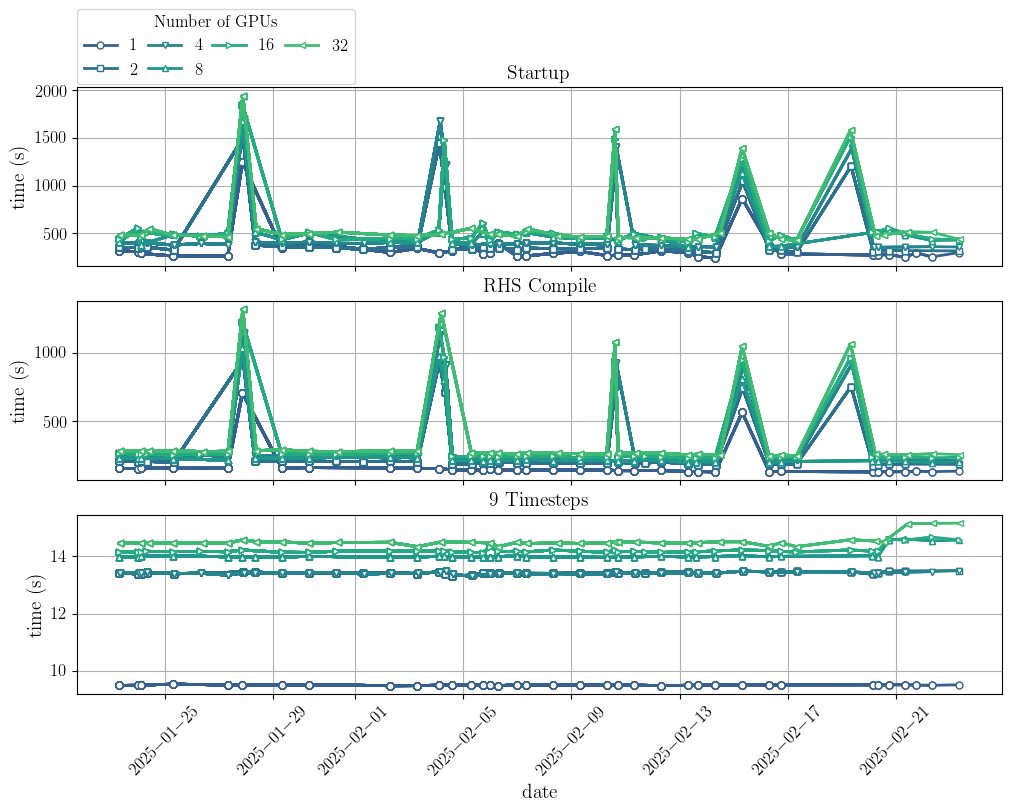 Number of GPUs
1 4 16 32
2 8
Startup
time (s)
2000
1500
1000
500
RHS Compile
time (s)
1000
500
9 Timesteps
time (s)
14
12
10
2025−01−25
2025−01−29
2025−02−01
2025−02−05
2025−02−09
2025−02−13
2025−02−17
2025−02−21
date